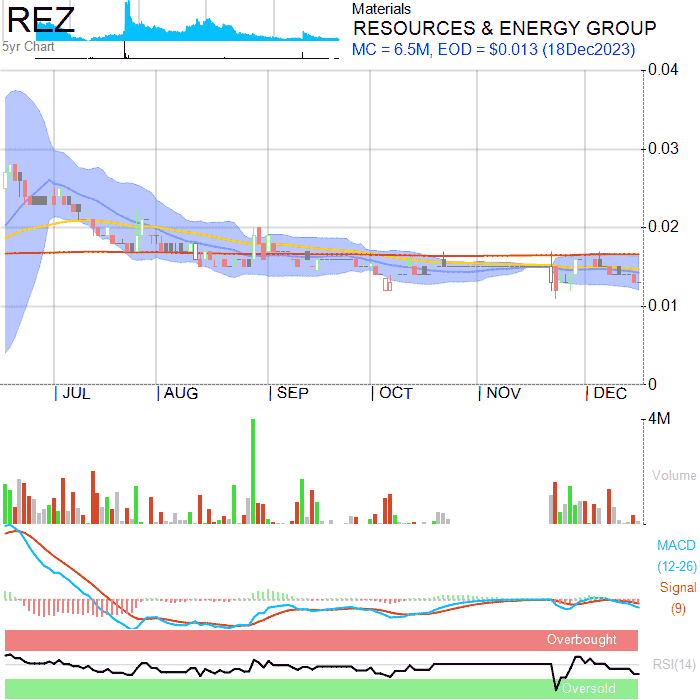 REZ
5yr Chart
Materials
RESOURCES & ENERGY GROUP
MC = 6.5M, EOD = $0.013 (18Dec2023)
0.04
0.03
0.02
0.01
0
JUL AUG SEP OCT NOV DEC
4M
Volume
MACD
(12-26)
Signal
(9)
Overbought
RSI(14)
Oversold